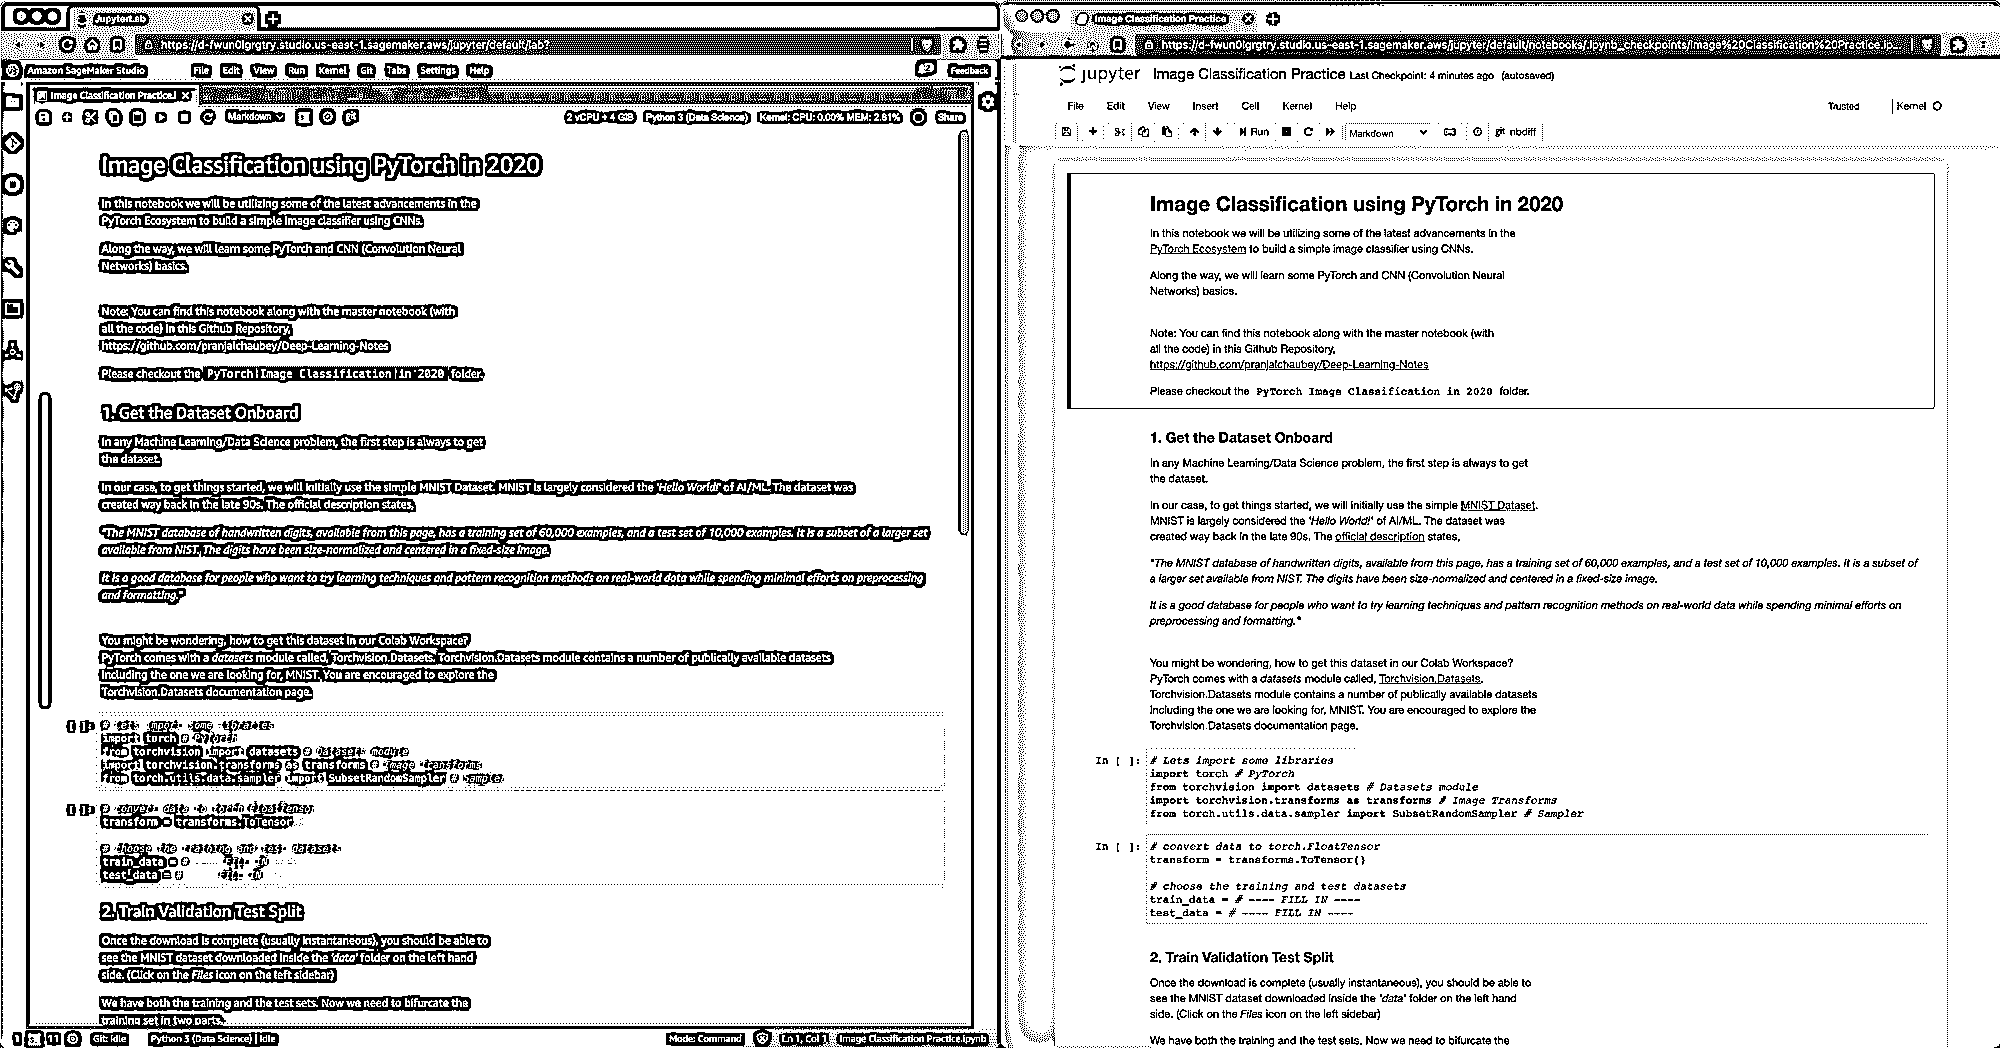 JupyterLab
https://d-fwun0lgrgtry.studio.us-east-1.sagemaker.aws/jupyter/default/lab?
Amazon SageMaker Studio File Edit View Run Kernel Git Tabs Settings Help 2 Feedback
Image Classification Practice.i
Markdown 2 vCPU + 4 GiB Python 3 (Data Science) Kernel: CPU: 0.00% MEM: 2.81% Share
Image Classification using PyTorch in 2020
In this notebook we will be utilizing some of the latest advancements in the
PyTorch Ecosystem to build a simple image classifier using CNNs.
Along the way, we will learn some PyTorch and CNN (Convolution Neural
Networks) basics.
Note: You can find this notebook along with the master notebook (with
all the code) in this Github Repository,
https://github.com/pranjalchaubey/Deep-Learning-Notes
Please checkout the PyTorch Image Classification in 2020 folder.
1. Get the Dataset Onboard
In any Machine Learning/Data Science problem, the first step is always to get
the dataset.
In our case, to get things started, we will initially use the simple MNIST Dataset. MNIST is largely considered the 'Hello World!' of AI/ML. The dataset was
created way back in the late 90s. The official description states,
"The MNIST database of handwritten digits, available from this page, has a training set of 60,000 examples, and a test set of 10,000 examples. It is a subset of a larger set
available from NIST. The digits have been size-normalized and centered in a fixed-size image.
It is a good database for people who want to try learning techniques and pattern recognition methods on real-world data while spending minimal efforts on preprocessing
and formatting."
You might be wondering, how to get this dataset in our Colab Workspace?
PyTorch comes with a datasets module called, Torchvision.Datasets. Torchvision.Datasets module contains a number of publically available datasets
including the one we are looking for, MNIST. You are encouraged to explore the
Torchvision.Datasets documentation page.
[ ]: # Lets import some libraries
import torch # PyTorch
from torchvision import datasets # Datasets module
import torchvision.transforms as transforms # Image Transforms
from torch.utils.data.sampler import SubsetRandomSampler # Sampler
[ ]: # convert data to torch.FloatTensor
transform = transforms.ToTensor
# choose the training and test datasets
train_data = # FILL IN
test_data = # FILL IN
2. Train Validation Test Split
Once the download is complete (usually instantaneous), you should be able to
see the MNIST dataset downloaded inside the 'data' folder on the left hand
side. (Click on the Files icon on the left sidebar)
We have both the training and the test sets. Now we need to bifurcate the
training set in two parts.
1 11 Git: idle Python 3 (Data Science) | Idle Mode: Command Ln 1, Col 1 Image Classification Practice.ipynb
Image Classification Practice
https://d-fwun0lgrgtry.studio.us-east-1.sagemaker.aws/jupyter/default/notebooks/.ipynb_checkpoints/Image%20Classification%20Practice.ip...
jupyter Image Classification Practice Last Checkpoint: 4 minutes ago (autosaved)
File Edit View Insert Cell Kernel Help Trusted Kernel
Run Markdown git nbdiff
Image Classification using PyTorch in 2020
In this notebook we will be utilizing some of the latest advancements in the
PyTorch Ecosystem to build a simple image classifier using CNNs.
Along the way, we will learn some PyTorch and CNN (Convolution Neural
Networks) basics.
Note: You can find this notebook along with the master notebook (with
all the code) in this Github Repository,
https://github.com/pranjalchaubey/Deep-Learning-Notes
Please checkout the PyTorch Image Classification in 2020 folder.
1. Get the Dataset Onboard
In any Machine Learning/Data Science problem, the first step is always to get
the dataset.
In our case, to get things started, we will initially use the simple MNIST Dataset.
MNIST is largely considered the 'Hello World!' of AI/ML. The dataset was
created way back in the late 90s. The official description states,
"The MNIST database of handwritten digits, available from this page, has a training set of 60,000 examples, and a test set of 10,000 examples. It is a subset of
a larger set available from NIST. The digits have been size-normalized and centered in a fixed-size image.
It is a good database for people who want to try learning techniques and pattern recognition methods on real-world data while spending minimal efforts on
preprocessing and formatting."
You might be wondering, how to get this dataset in our Colab Workspace?
PyTorch comes with a datasets module called, Torchvision.Datasets.
Torchvision.Datasets module contains a number of publically available datasets
including the one we are looking for, MNIST. You are encouraged to explore the
Torchvision.Datasets documentation page.
In [ ]: # Lets import some libraries
import torch # PyTorch
from torchvision import datasets # Datasets module
import torchvision.transforms as transforms # Image Transforms
from torch.utils.data.sampler import SubsetRandomSampler # Sampler
In [ ]: # convert data to torch.FloatTensor
transform = transforms.ToTensor()
# choose the training and test datasets
train_data = # ---- FILL IN ----
test_data = # ---- FILL IN ----
2. Train Validation Test Split
Once the download is complete (usually instantaneous), you should be able to
see the MNIST dataset downloaded inside the 'data' folder on the left hand
side. (Click on the Files icon on the left sidebar)
We have both the training and the test sets. Now we need to bifurcate the